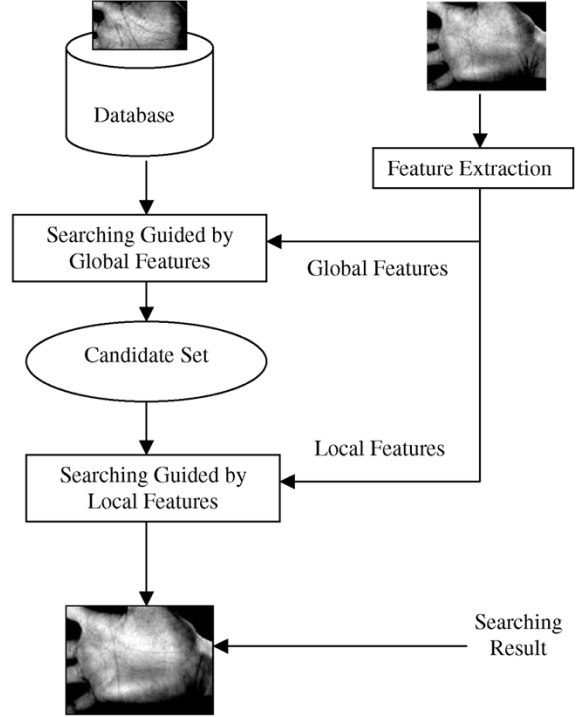 Database
Feature Extraction
Searching Guided by
Global Features
Global Features
Candidate Set
Local Features
Searching Guided by
Local Features
Searching
Result